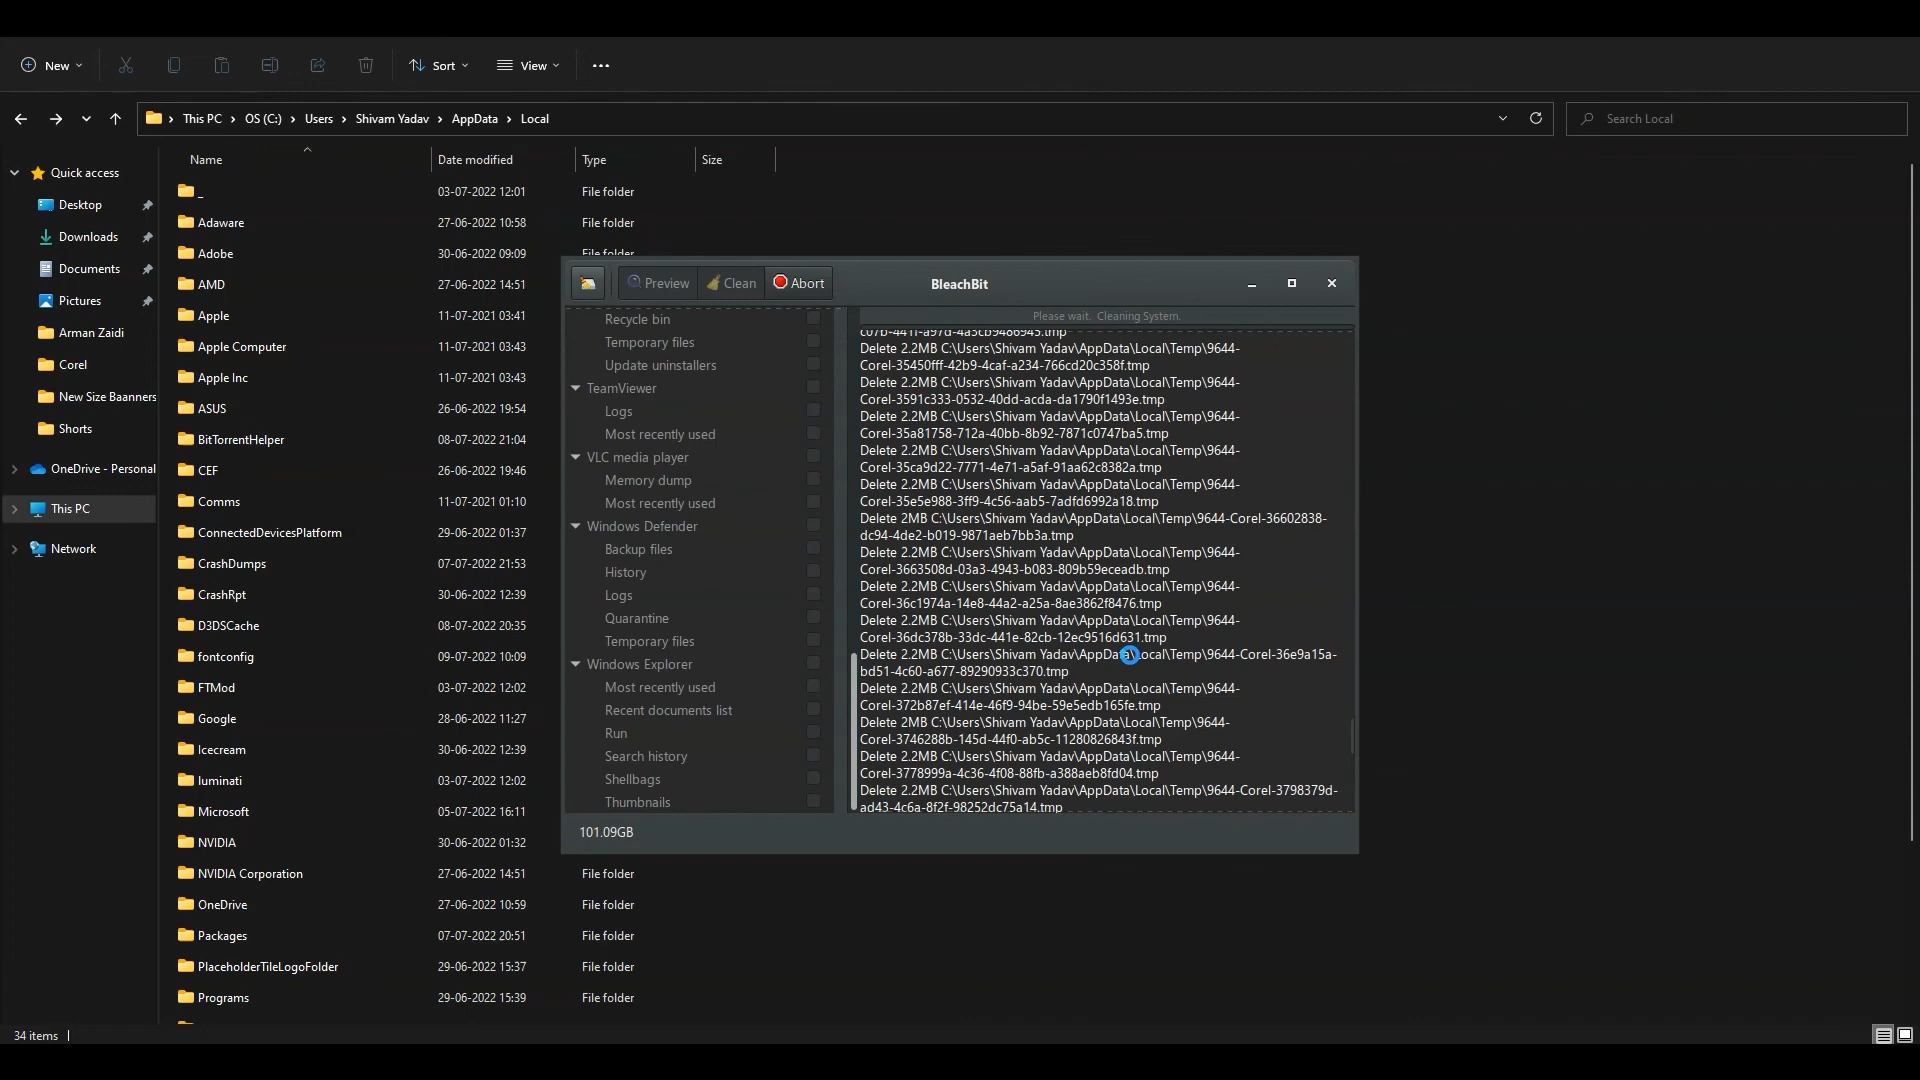 New
Sort
View
This PC
OS (C:)
Users
Shivam Yadav
AppData
Local
Search Local
Name
Date modified
Type
Size
Quick access
Desktop
Downloads
Documents
Pictures
Arman Zaidi
Corel
New Size Baanners
Shorts
OneDrive - Personal
This PC
Network
_ 03-07-2022 12:01 File folder
Adaware 27-06-2022 10:58 File folder
Adobe 30-06-2022 09:09 File folder
AMD 27-06-2022 14:51
Apple 11-07-2021 03:41
Apple Computer 11-07-2021 03:43
Apple Inc 11-07-2021 03:43
ASUS 26-06-2022 19:54
BitTorrentHelper 08-07-2022 21:04
CEF 26-06-2022 19:46
Comms 11-07-2021 01:10
ConnectedDevicesPlatform 29-06-2022 01:37
CrashDumps 07-07-2022 21:53
CrashRpt 30-06-2022 12:39
D3DSCache 08-07-2022 20:35
fontconfig 09-07-2022 10:09
FTMod 03-07-2022 12:02
Google 28-06-2022 11:27
Icecream 30-06-2022 12:39
luminati 03-07-2022 12:02
Microsoft 05-07-2022 16:11
NVIDIA 30-06-2022 01:32
NVIDIA Corporation 27-06-2022 14:51 File folder
OneDrive 27-06-2022 10:59 File folder
Packages 07-07-2022 20:51 File folder
PlaceholderTileLogoFolder 29-06-2022 15:37 File folder
Programs 29-06-2022 15:39 File folder
34 items
Preview
Clean
Abort
BleachBit
Recycle bin
Temporary files
Update uninstallers
TeamViewer
Logs
Most recently used
VLC media player
Memory dump
Most recently used
Windows Defender
Backup files
History
Logs
Quarantine
Temporary files
Windows Explorer
Most recently used
Recent documents list
Run
Search history
Shellbags
Thumbnails
Please wait. Cleaning System.
c07b-441f-a97d-4a3cb9486945.tmp
Delete 2.2MB C:\Users\Shivam Yadav\AppData\Local\Temp\9644-
Corel-35450fff-42b9-4caf-a234-766cd20c358f.tmp
Delete 2.2MB C:\Users\Shivam Yadav\AppData\Local\Temp\9644-
Corel-3591c333-0532-40dd-acda-da1790f1493e.tmp
Delete 2.2MB C:\Users\Shivam Yadav\AppData\Local\Temp\9644-
Corel-35a81758-712a-40bb-8b92-7871c0747ba5.tmp
Delete 2.2MB C:\Users\Shivam Yadav\AppData\Local\Temp\9644-
Corel-35ca9d22-7771-4e71-a5af-91aa62c8382a.tmp
Delete 2.2MB C:\Users\Shivam Yadav\AppData\Local\Temp\9644-
Corel-35e5e988-3ff9-4c56-aab5-7adfd6992a18.tmp
Delete 2MB C:\Users\Shivam Yadav\AppData\Local\Temp\9644-Corel-36602838-
dc94-4de2-b019-9871aeb7bb3a.tmp
Delete 2.2MB C:\Users\Shivam Yadav\AppData\Local\Temp\9644-
Corel-3663508d-03a3-4943-b083-809b59eceadb.tmp
Delete 2.2MB C:\Users\Shivam Yadav\AppData\Local\Temp\9644-
Corel-36c1974a-14e8-44a2-a25a-8ae3862f8476.tmp
Delete 2.2MB C:\Users\Shivam Yadav\AppData\Local\Temp\9644-
Corel-36dc378b-33dc-441e-82cb-12ec9516d631.tmp
Delete 2.2MB C:\Users\Shivam Yadav\AppData\Local\Temp\9644-Corel-36e9a15a-
bd51-4c60-a677-89290933c370.tmp
Delete 2.2MB C:\Users\Shivam Yadav\AppData\Local\Temp\9644-
Corel-372b87ef-414e-46f9-94be-59e5edb165fe.tmp
Delete 2MB C:\Users\Shivam Yadav\AppData\Local\Temp\9644-
Corel-3746288b-145d-44f0-ab5c-11280826843f.tmp
Delete 2.2MB C:\Users\Shivam Yadav\AppData\Local\Temp\9644-
Corel-3778999a-4c36-4f08-88fb-a388aeb8fd04.tmp
Delete 2.2MB C:\Users\Shivam Yadav\AppData\Local\Temp\9644-Corel-3798379d-
ad43-4c6a-8f2f-98252dc75a14.tmp
101.09GB